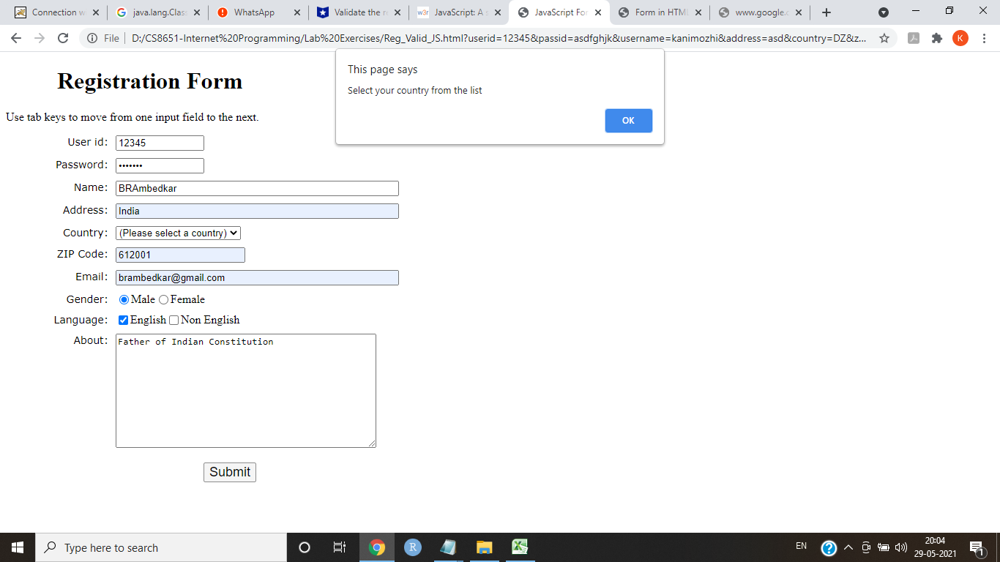 Connection w
java.lang.Clas
WhatsApp
Validate the r
JavaScript: A s
JavaScript For
Form in HTML
www.google.c
File | D:/CS8651-Internet%20Programming/Lab%20Exercises/Reg_Valid_JS.html?userid=12345&passid=asdfghjk&username=kanimozhi&address=asd&country=DZ&z...
K
This page says
Select your country from the list
OK
Registration Form
Use tab keys to move from one input field to the next.
User id: 12345
Password: •••••••
Name: BRAmbedkar
Address: India
Country: (Please select a country)
ZIP Code: 612001
Email: brambedkar@gmail.com
Gender: Male Female
Language: English Non English
About: Father of Indian Constitution
Submit
Type here to search
R
EN
20:04
29-05-2021
1